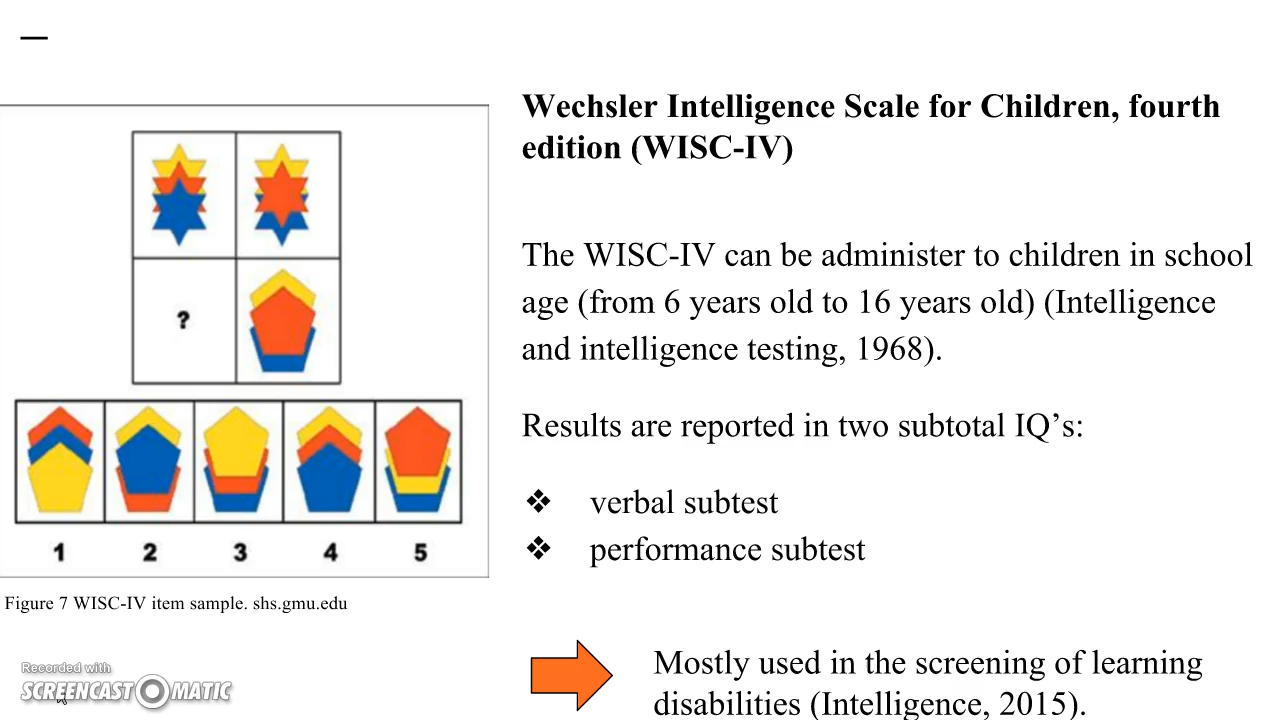 Wechsler Intelligence Scale for Children, fourth
edition (WISC-IV)
The WISC-IV can be administer to children in school
age (from 6 years old to 16 years old) (Intelligence
and intelligence testing, 1968).
Results are reported in two subtotal IQ’s:
❖ verbal subtest
❖ performance subtest
Mostly used in the screening of learning
disabilities (Intelligence, 2015).
?
1 2 3 4 5
Figure 7 WISC-IV item sample. shs.gmu.edu
Recorded with
SCREENCAST-O-MATIC